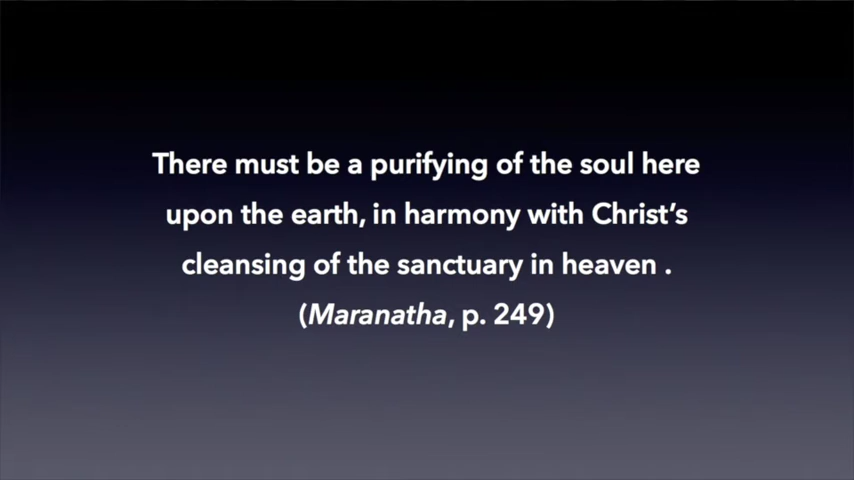 There must be a purifying of the soul here
upon the earth, in harmony with Christ’s
cleansing of the sanctuary in heaven .
(Maranatha, p. 249)